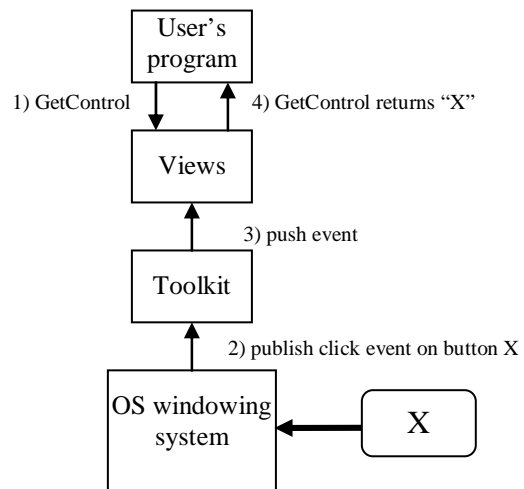 User’s
program
1) GetControl
4) GetControl returns “X”
Views
3) push event
Toolkit
2) publish click event on button X
OS windowing
system
X